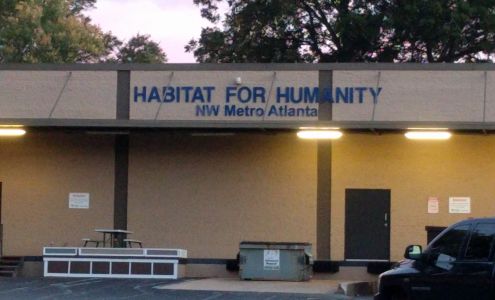 HABITAT FOR HUMANITY
NW Metro Atlanta